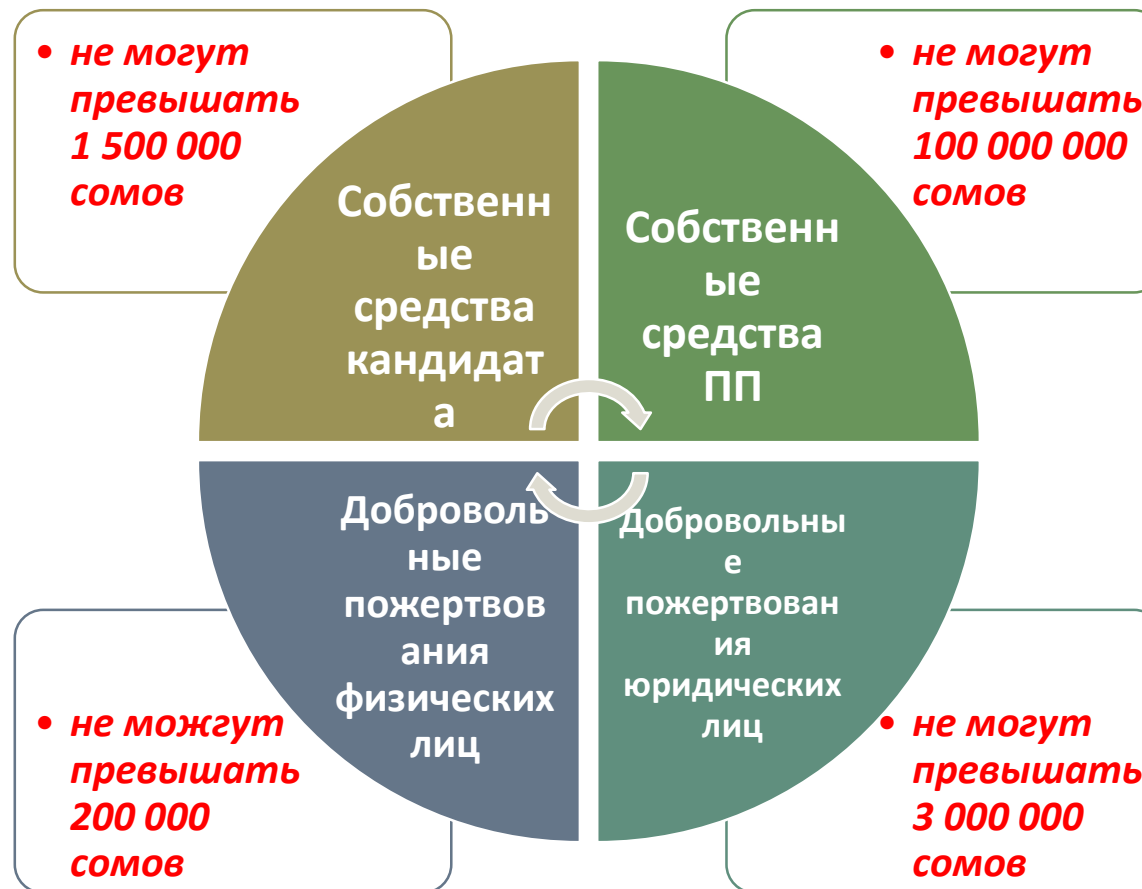 • не могут
превышать
1 500 000
сомов
• не могут
превышать
100 000 000
сомов
Собственн
ые
средства
кандидат
а
Собственн
ые
средства
ПП
Доброволь
ные
пожертвов
ания
физических
лиц
Добровольны
е
пожертвован
ия
юридических
лиц
• не можгут
превышать
200 000
сомов
• не могут
превышать
3 000 000
сомов